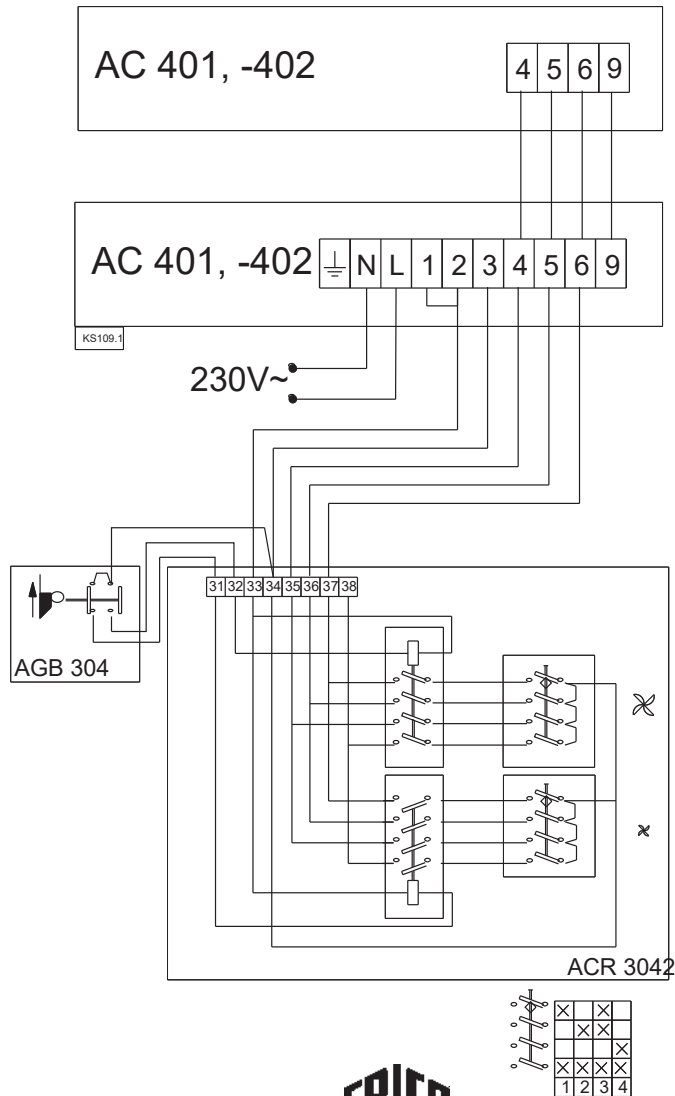 AC 401, -402 4 5 6 9
AC 401, -402 N L 1 2 3 4 5 6 9
KS109.1
230V~
31 32 33 34 35 36 37 38
AGB 304
ACR 3042
1 2 3 4